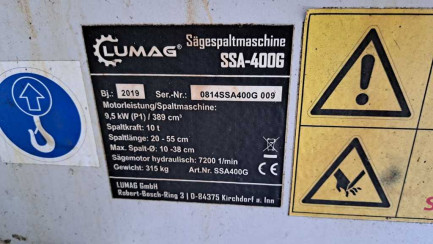 LUMAG®
Sägespaltmaschine
SSA-400G
Bj.: 2019 Ser.-Nr.: 0814SSA400G 009
Motorleistung/Spaltmaschine:
9,5 kW (P1) / 389 cm³
Spaltkraft: 10 t
Spaltlänge: 20 - 55 cm
Max. Spalt-Ø: 10 -38 cm
Sägemotor hydraulisch: 7200 1/min
Gewicht: 315 kg Art.Nr. SSA400G
LUMAG GmbH
Robert-Bosch-Ring 3 | D-84375 Kirchdorf a. Inn